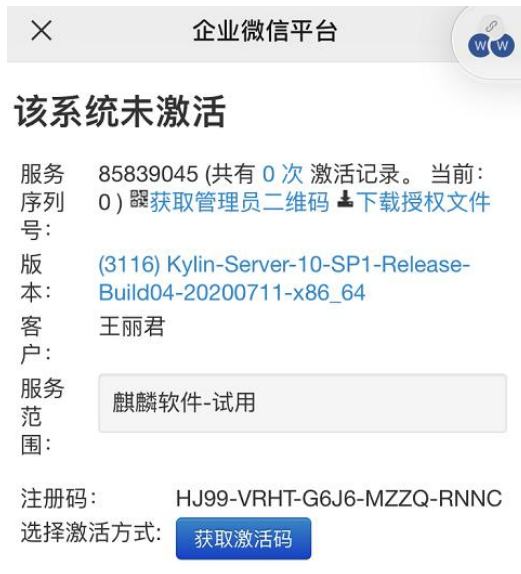 企业微信平台
W W
该系统未激活
服务 85839045 (共有 0 次 激活记录。 当前:
序列 0 ) 获取管理员二维码 下载授权文件
号:
版 (3116) Kylin-Server-10-SP1-Release-
本: Build04-20200711-x86_64
客 王丽君
户:
服务
范 麒麟软件-试用
围:
注册码: HJ99-VRHT-G6J6-MZZQ-RNNC
选择激活方式: 获取激活码